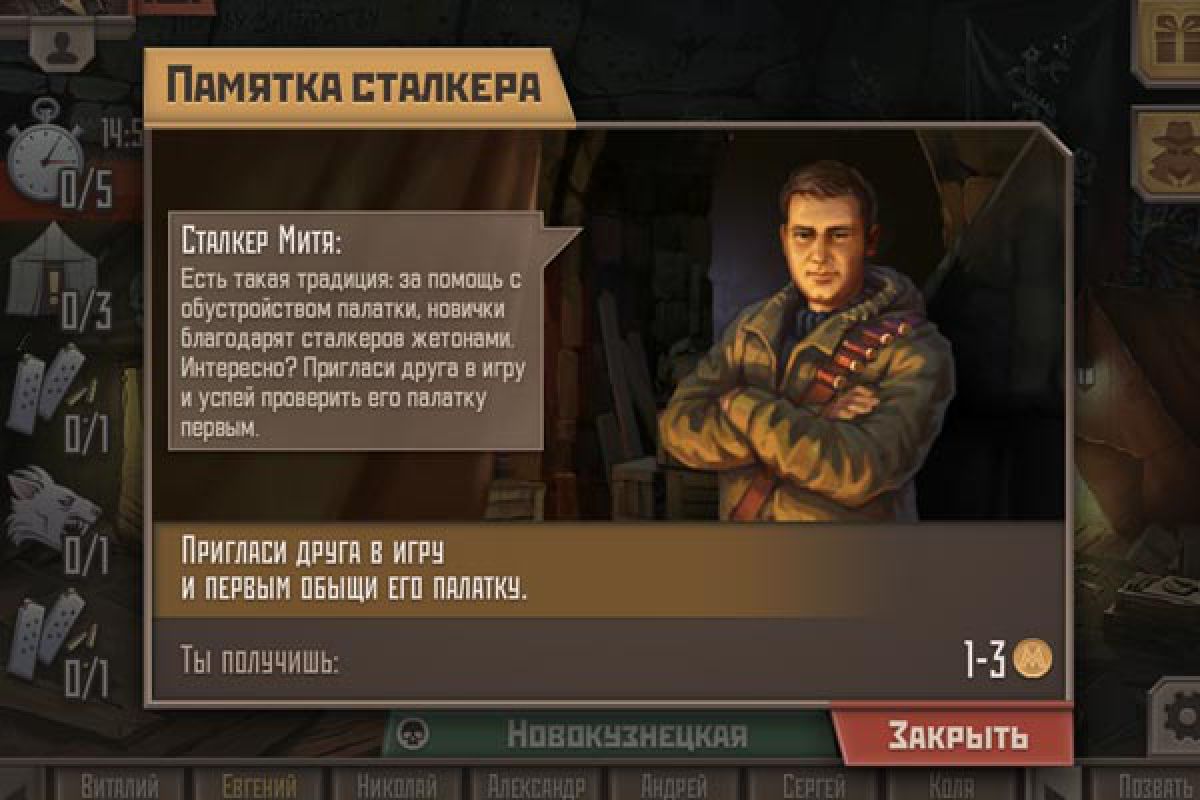 Памятка сталкера
14:5
0/5
Сталкер Митя:
Есть такая традиция: за помощь с
обустройством палатки, новички
благодарят сталкеров жетонами.
Интересно? Пригласи друга в игру
и успей проверить его палатку
первым.
0/3
0/1
0/1
0/1
Пригласи друга в игру
и первым обыщи его палатку.
Ты получишь:
1-3
Новокузнецкая
Закрыть
Виталий Евгений Николай Александр Андрей Сергей Коля Позвать